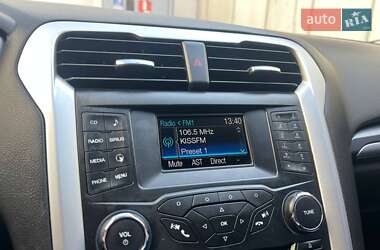 auto RIA
Radio < FM1 13:40
106.5 MHz
KISSFM
Preset 1
Mute AST Direct
CD
RADIO SIRIUS
MEDIA
PHONE MENU
VOL
TUNE